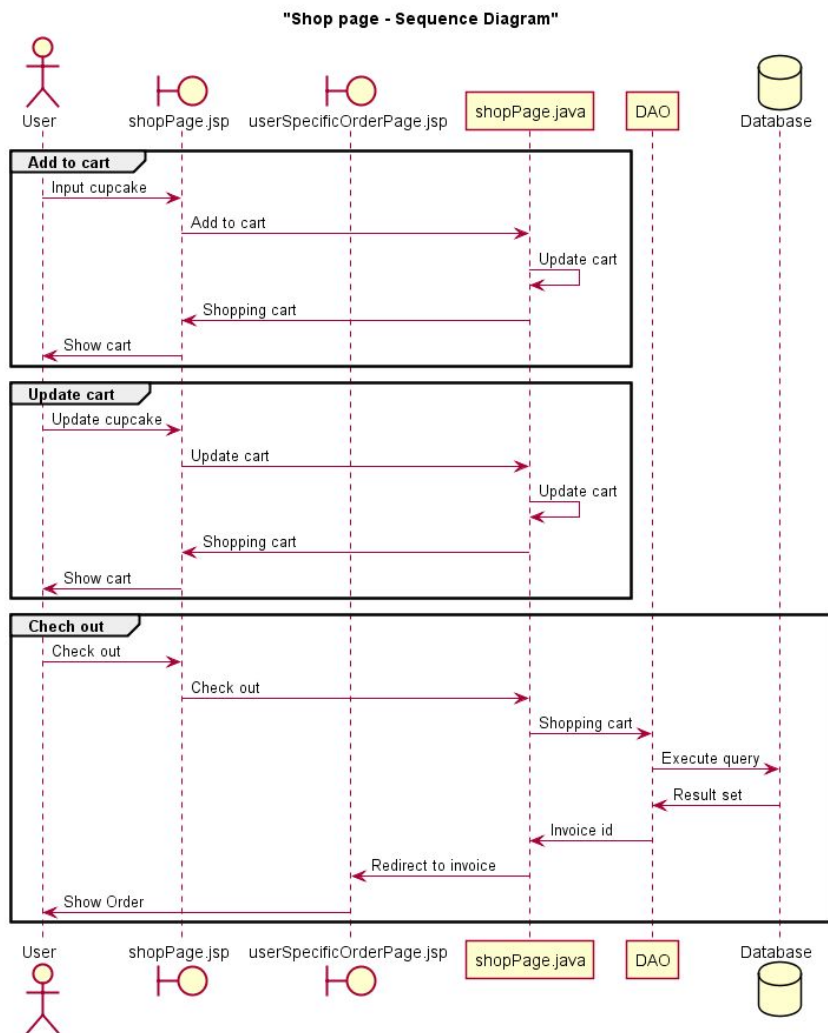 "Shop page - Sequence Diagram"
User
shopPage.jsp
userSpecificOrderPage.jsp
shopPage.java
DAO
Database
Add to cart
Input cupcake
Add to cart
Update cart
Shopping cart
Show cart
Update cart
Update cupcake
Update cart
Update cart
Shopping cart
Show cart
Chech out
Check out
Check out
Shopping cart
Execute query
Result set
Invoice id
Redirect to invoice
Show Order
User
shopPage.jsp
userSpecificOrderPage.jsp
shopPage.java
DAO
Database